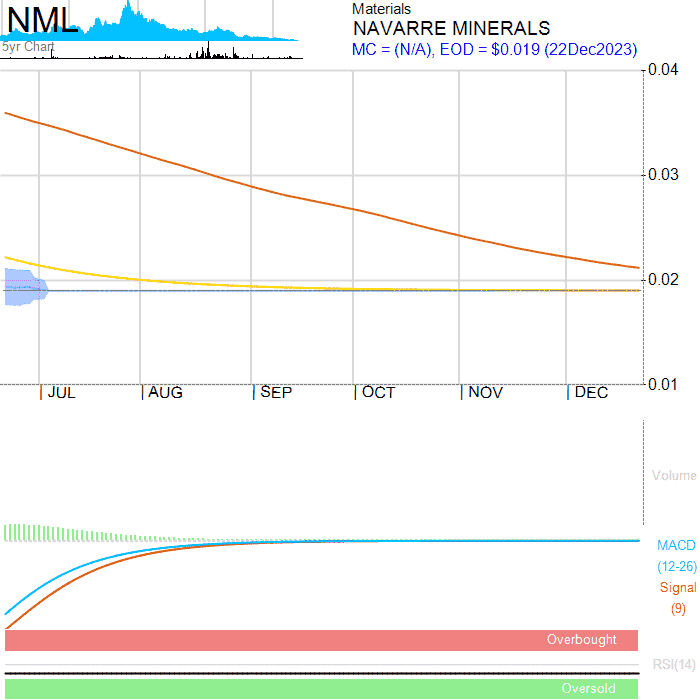 NML
5yr Chart
Materials
NAVARRE MINERALS
MC = (N/A), EOD = $0.019 (22Dec2023)
0.04
0.03
0.02
0.01
JUL
AUG
SEP
OCT
NOV
DEC
Volume
MACD
(12-26)
Signal
(9)
Overbought
RSI(14)
Oversold